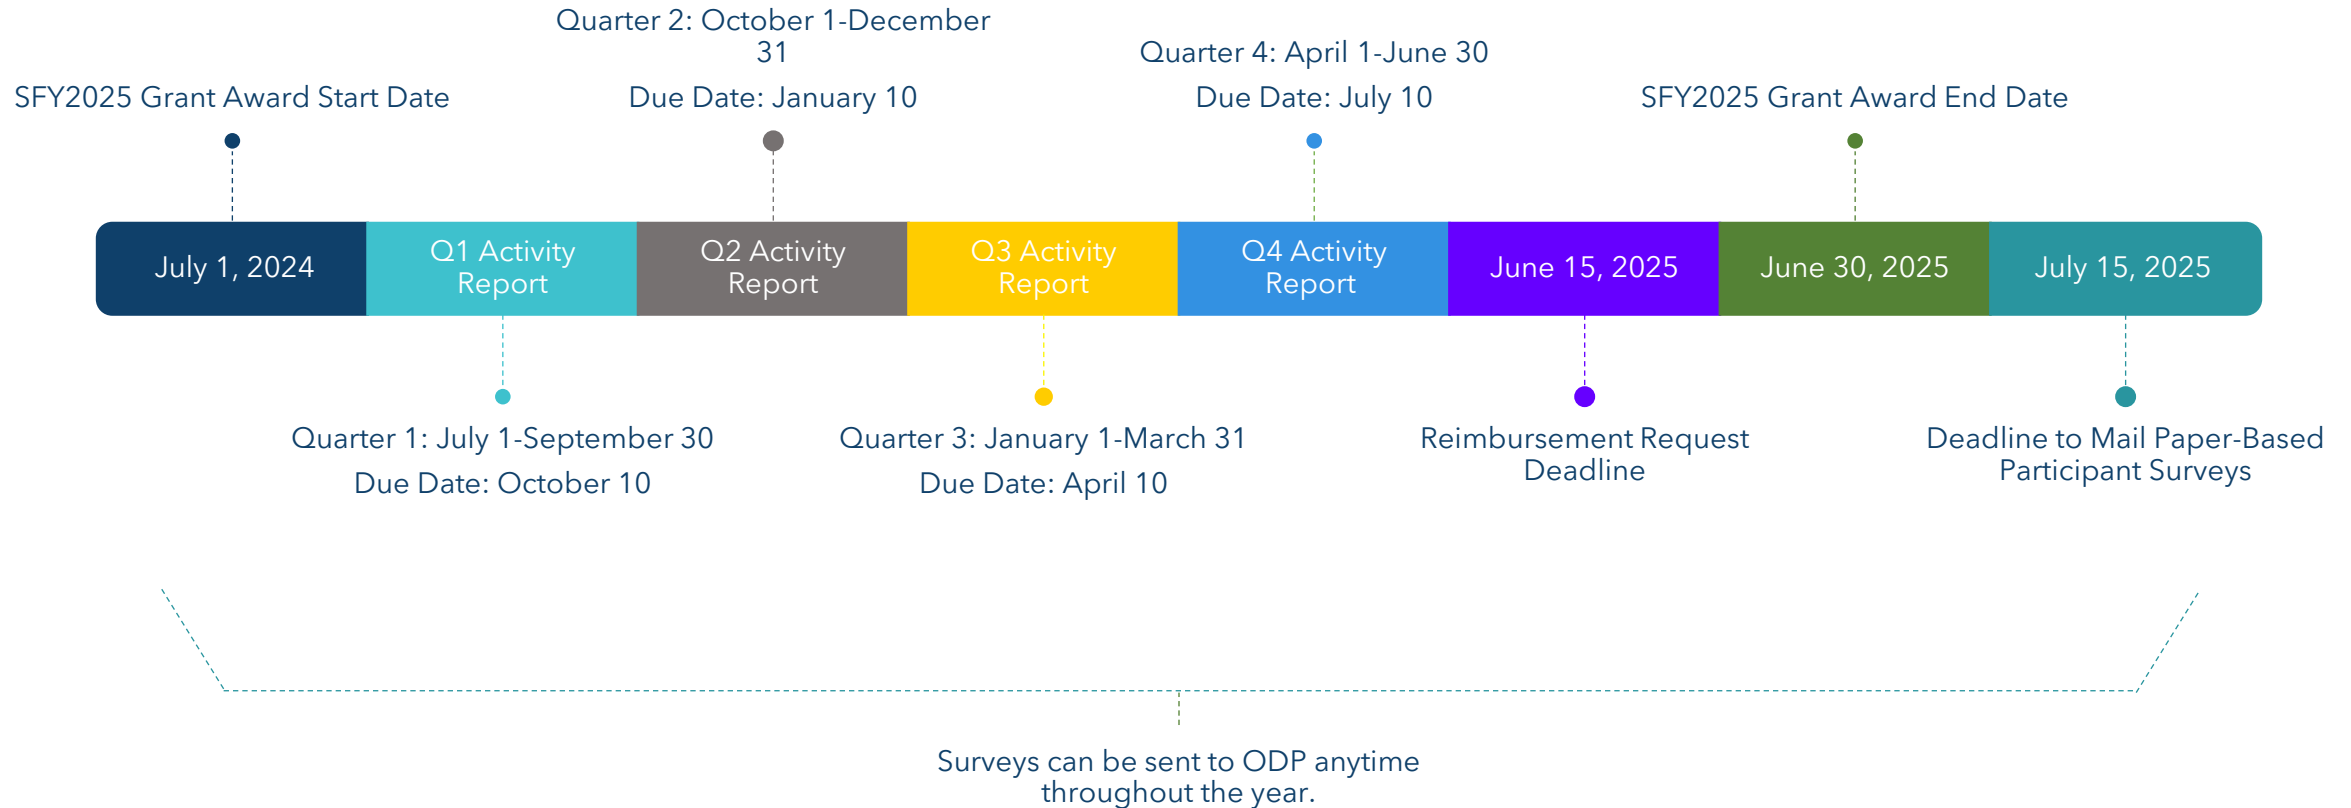 Quarter 2: October 1-December
31
Due Date: January 10
Quarter 4: April 1-June 30
Due Date: July 10
SFY2025 Grant Award Start Date
SFY2025 Grant Award End Date
July 1, 2024
Q1 Activity
Report
Q2 Activity
Report
Q3 Activity
Report
Q4 Activity
Report
June 15, 2025
June 30, 2025
July 15, 2025
Quarter 1: July 1-September 30
Due Date: October 10
Quarter 3: January 1-March 31
Due Date: April 10
Reimbursement Request
Deadline
Deadline to Mail Paper-Based
Participant Surveys
Surveys can be sent to ODP anytime
throughout the year.